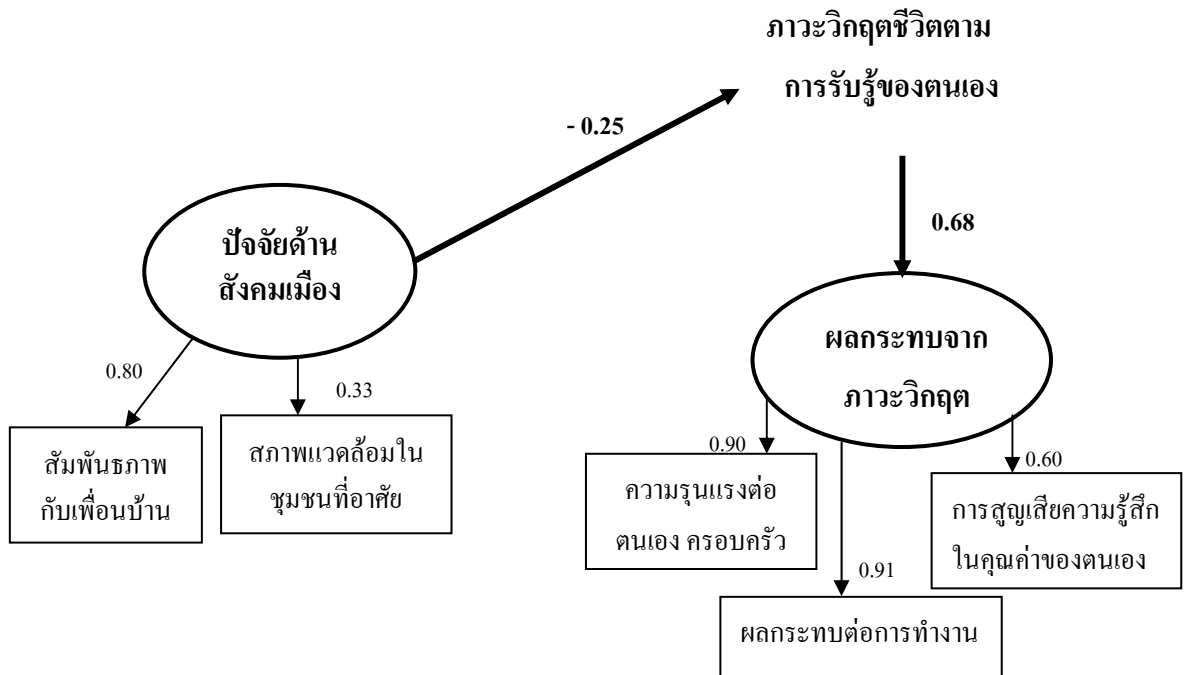 ภาวะวิกฤตชีวิตตาม
การรับรู้ของตนเอง
- 0.25
0.68
ปัจจัยด้าน
สังคมเมือง
ผลกระทบจาก
ภาวะวิกฤต
0.80
0.33
สัมพันธภาพ
กับเพื่อนบ้าน
สภาพแวดล้อมใน
ชุมชนที่อาศัย
0.90
0.60
ความรุนแรงต่อ
ตนเอง ครอบครัว
การสูญเสียความรู้สึก
ในคุณค่าของตนเอง
0.91
ผลกระทบต่อการทำงาน